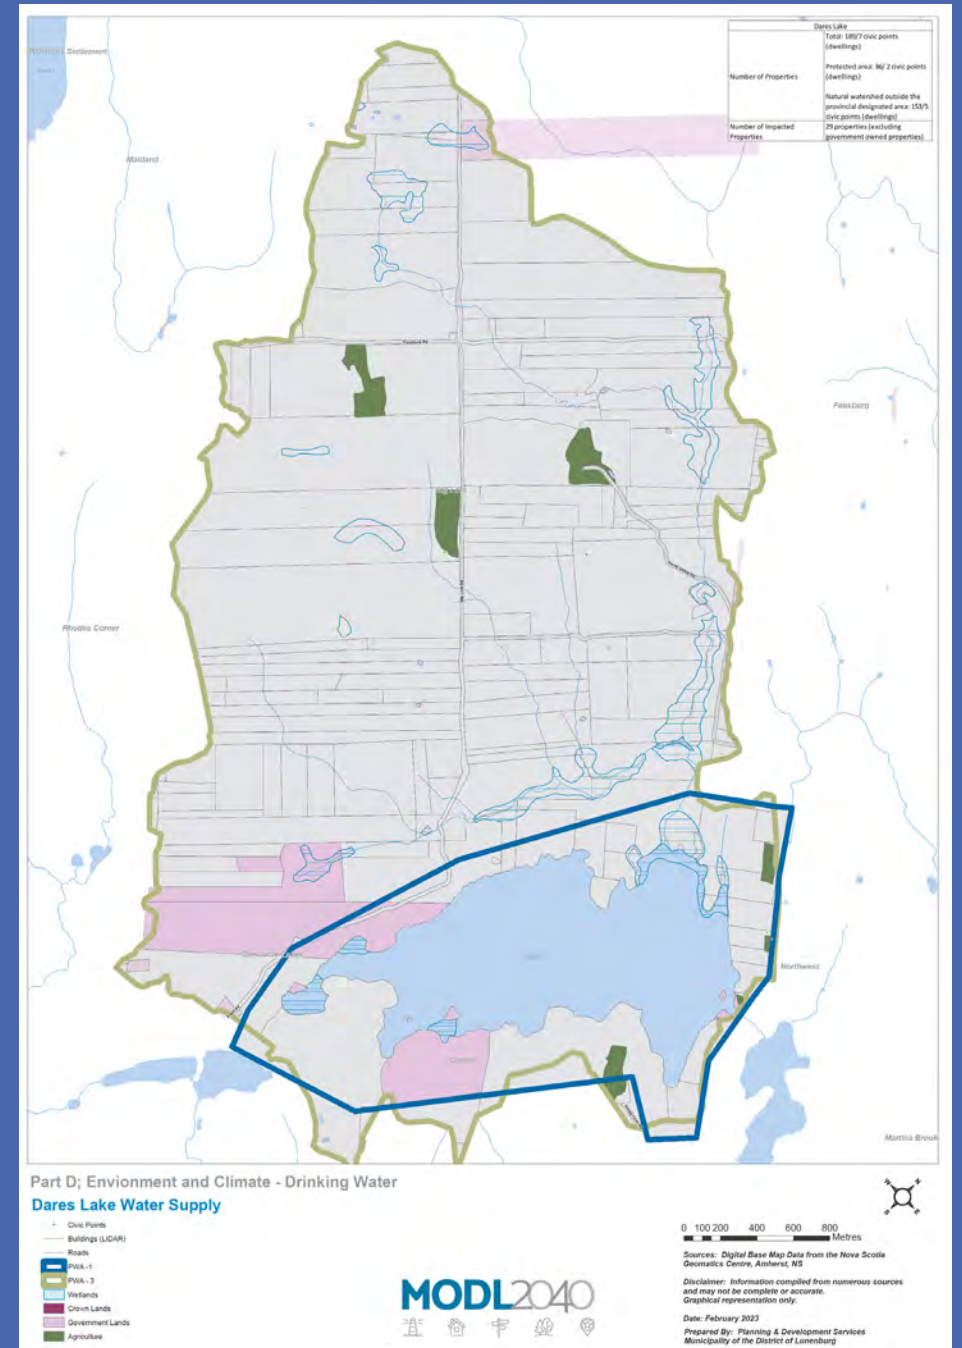 Dares Lake
Number of Properties
Total: 189/7 civic points
(dwellings)
Protected area: 36/ 2 civic points
(dwellings)
Natural watershed outside the
provincial designated area: 153/5
civic points (dwellings)
Number of Impacted
Properties
29 properties (excluding
government owned properties)
Settlement
Maitland
Fauxburg
Rhodes Corner
Northwest
Martins Brook
Part D; Envionment and Climate - Drinking Water
Dares Lake Water Supply
Civic Points
Buildings (LiDAR)
Roads
PWA -1
PWA - 3
Wetlands
Crown Lands
Government Lands
Agriculture
MODL2040
0 100 200 400 600 800
Metres
Sources: Digital Base Map Data from the Nova Scotia
Geomatics Centre, Amherst, NS
Disclaimer: Information compiled from numerous sources
and may not be complete or accurate.
Graphical representation only.
Date: February 2023
Prepared By: Planning & Development Services
Municipality of the District of Lunenburg